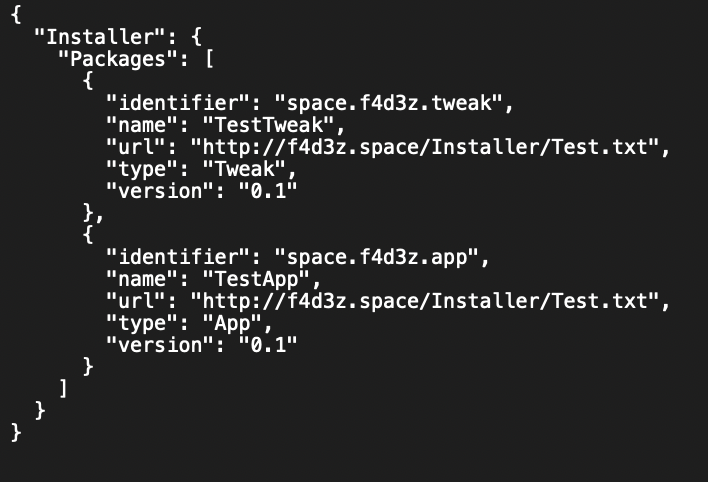 {
  "Installer": {
    "Packages": [
      {
        "identifier": "space.f4d3z.tweak",
        "name": "TestTweak",
        "url": "http://f4d3z.space/Installer/Test.txt",
        "type": "Tweak",
        "version": "0.1"
      },
      {
        "identifier": "space.f4d3z.app",
        "name": "TestApp",
        "url": "http://f4d3z.space/Installer/Test.txt",
        "type": "App",
        "version": "0.1"
      }
    ]
  }
}